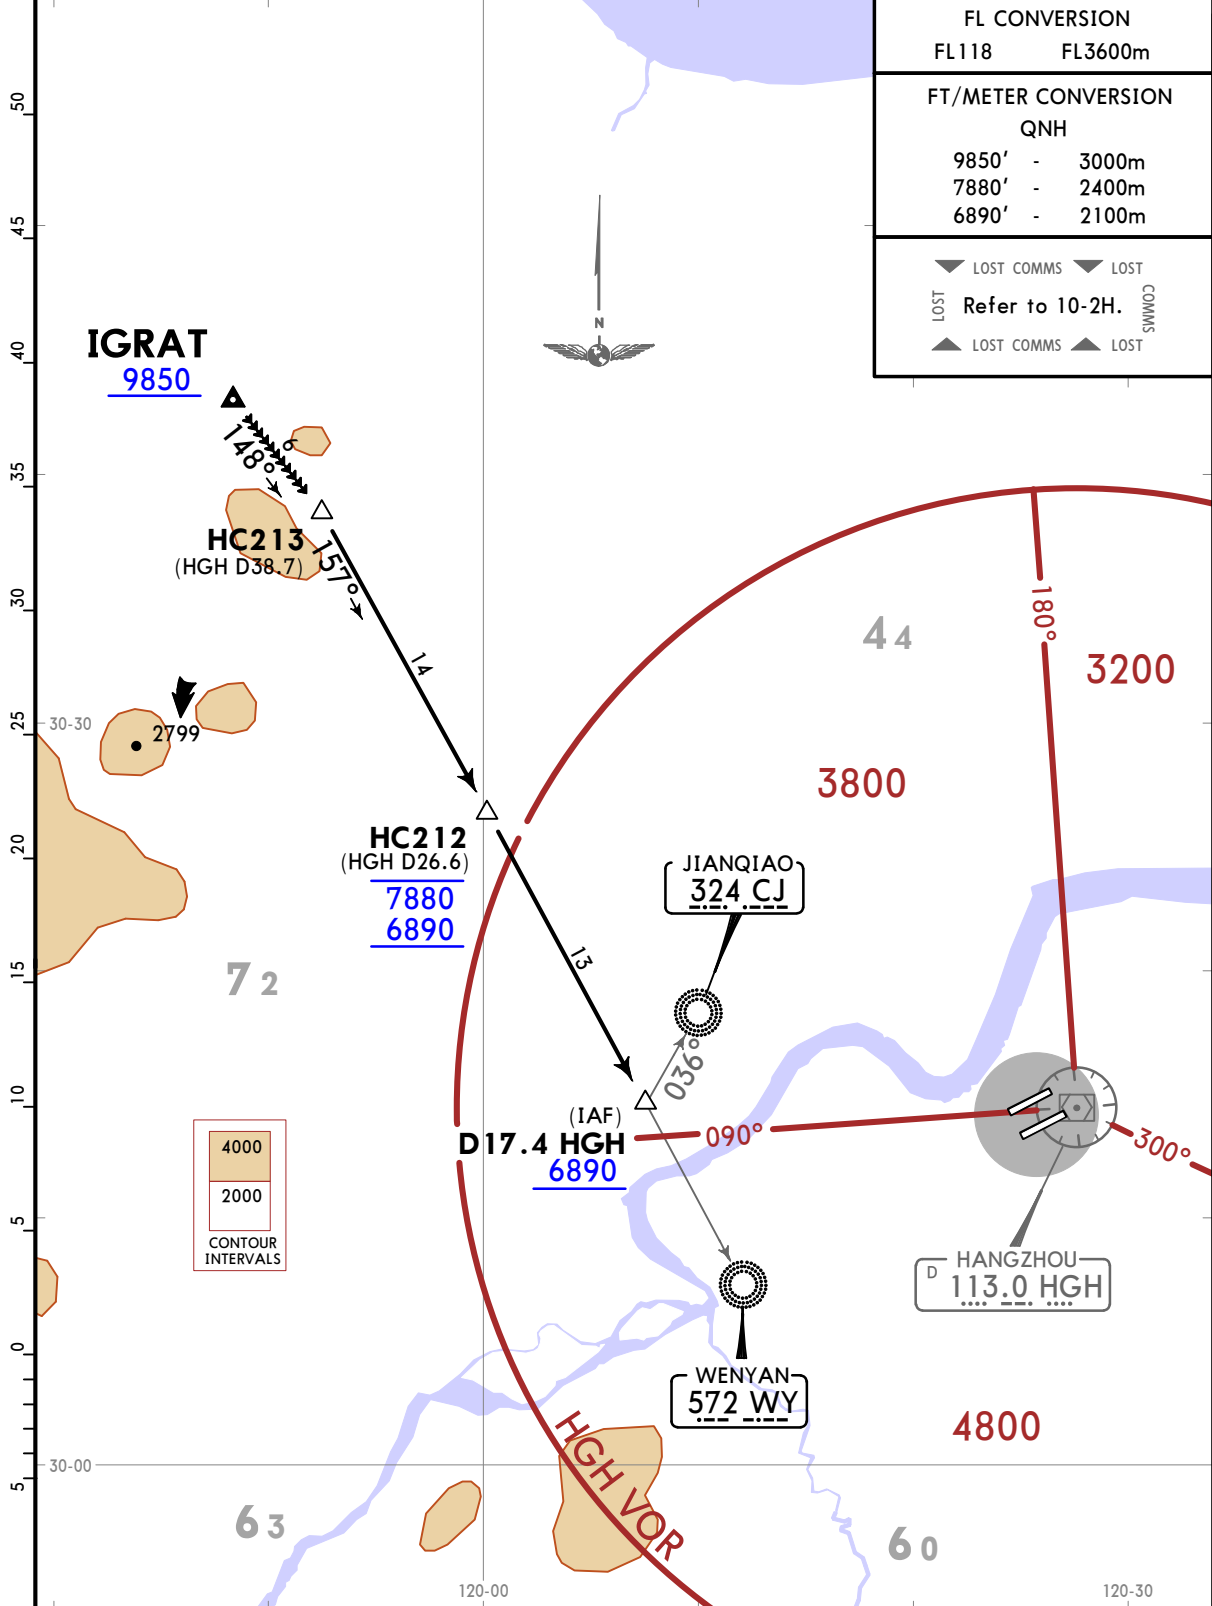 FL CONVERSION
FL118 FL3600m
FT/METER CONVERSION
QNH
9850' - 3000m
7880' - 2400m
6890' - 2100m
LOST COMMS LOST
LOST Refer to 10-2H. COMMS
LOST COMMS LOST
50
45
40
35
30
25
20
15
10
5
0
5
N
IGRAT
9850
148°
6
HC213
(HGH D38.7)
157°
14
44
3200
180°
30-30
2799
3800
HC212
(HGH D26.6)
7880
6890
JIANQIAO
324 CJ
72
13
036°
(IAF)
D17.4 HGH
6890
090°
300°
4000
2000
CONTOUR
INTERVALS
HANGZHOU
D 113.0 HGH
WENYAN
572 WY
4800
HGH VOR
30-00
63
60
120-00
120-30